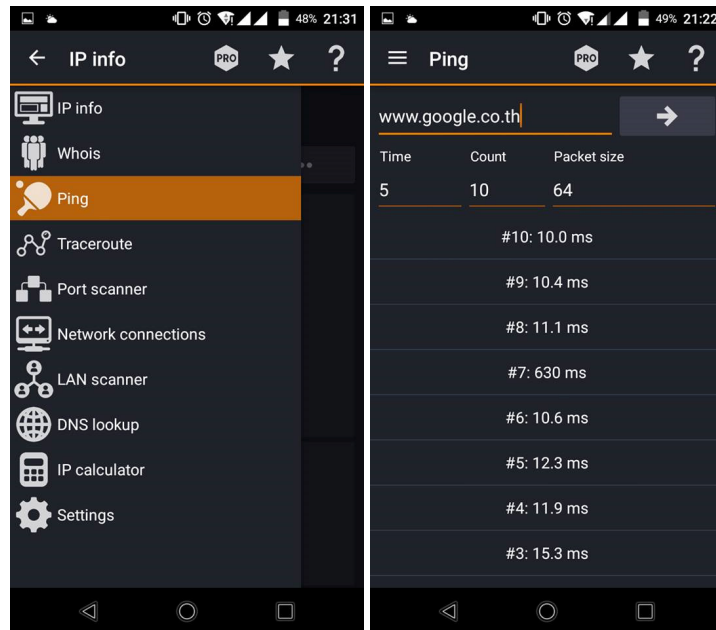 48% 21:31
IP info
PRO
?
IP info
Whois
Ping
Traceroute
Port scanner
Network connections
LAN scanner
DNS lookup
IP calculator
Settings
49% 21:22
Ping
PRO
?
www.google.co.th
Time Count Packet size
5 10 64
#10: 10.0 ms
#9: 10.4 ms
#8: 11.1 ms
#7: 630 ms
#6: 10.6 ms
#5: 12.3 ms
#4: 11.9 ms
#3: 15.3 ms